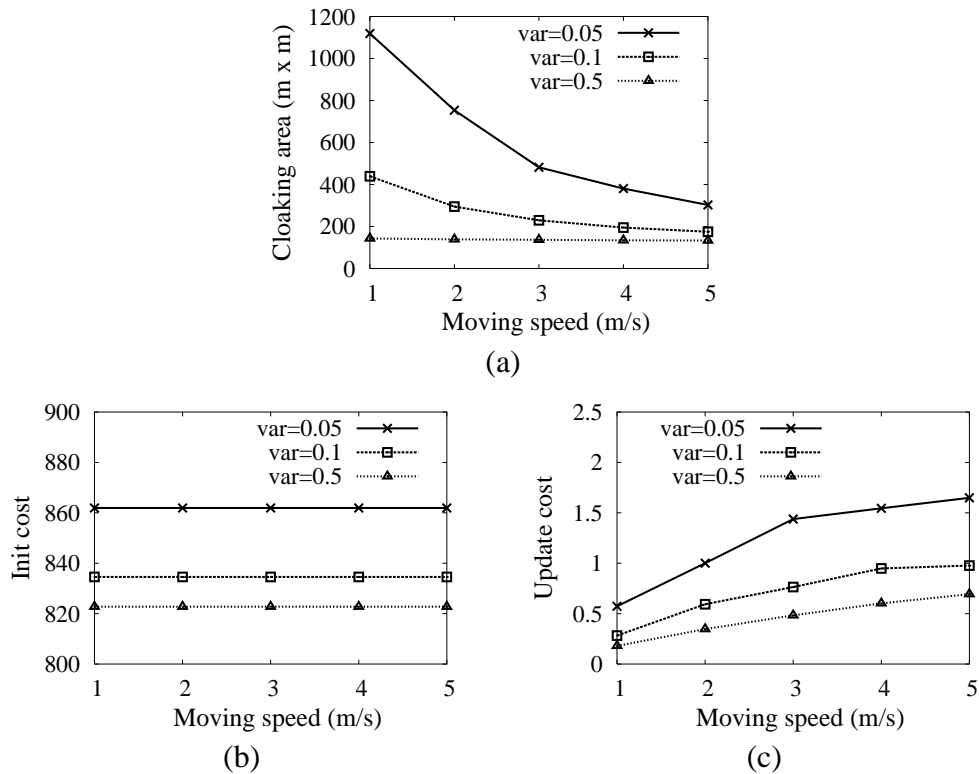 1200
1000
800
600
400
200
0
Cloaking area (m x m)
var=0.05
var=0.1
var=0.5
1 2 3 4 5
Moving speed (m/s)
(a)
900
880
860
840
820
800
Init cost
var=0.05
var=0.1
var=0.5
1 2 3 4 5
Moving speed (m/s)
(b)
2.5
2
1.5
1
0.5
0
Update cost
var=0.05
var=0.1
var=0.5
1 2 3 4 5
Moving speed (m/s)
(c)